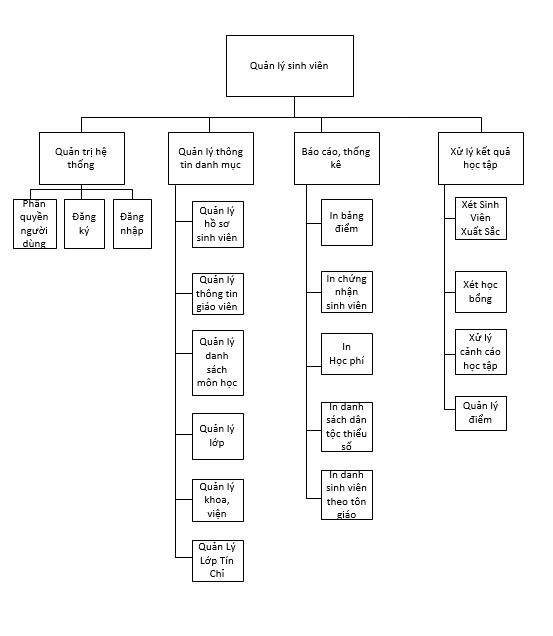 Quản lý sinh viên
Quản trị hệ
thống
Quản lý thông
tin danh mục
Báo cáo, thống
kê
Xử lý kết quả
học tập
Phân
quyền
người
dùng
Đăng
ký
Đăng
nhập
Quản lý
hồ sơ
sinh viên
Quản lý
thông tin
giáo viên
Quản lý
danh
sách
môn học
Quản lý
lớp
Quản lý
khoa,
viện
Quản Lý
Lớp Tín
Chỉ
In bảng
điểm
In chứng
nhận
sinh viên
In
Học phí
In danh
sách dân
tộc thiểu
số
In danh
sinh viên
theo tôn
giáo
Xét Sinh
Viên
Xuất Sắc
Xét học
bổng
Xử lý
cảnh cáo
học tập
Quản lý
điểm